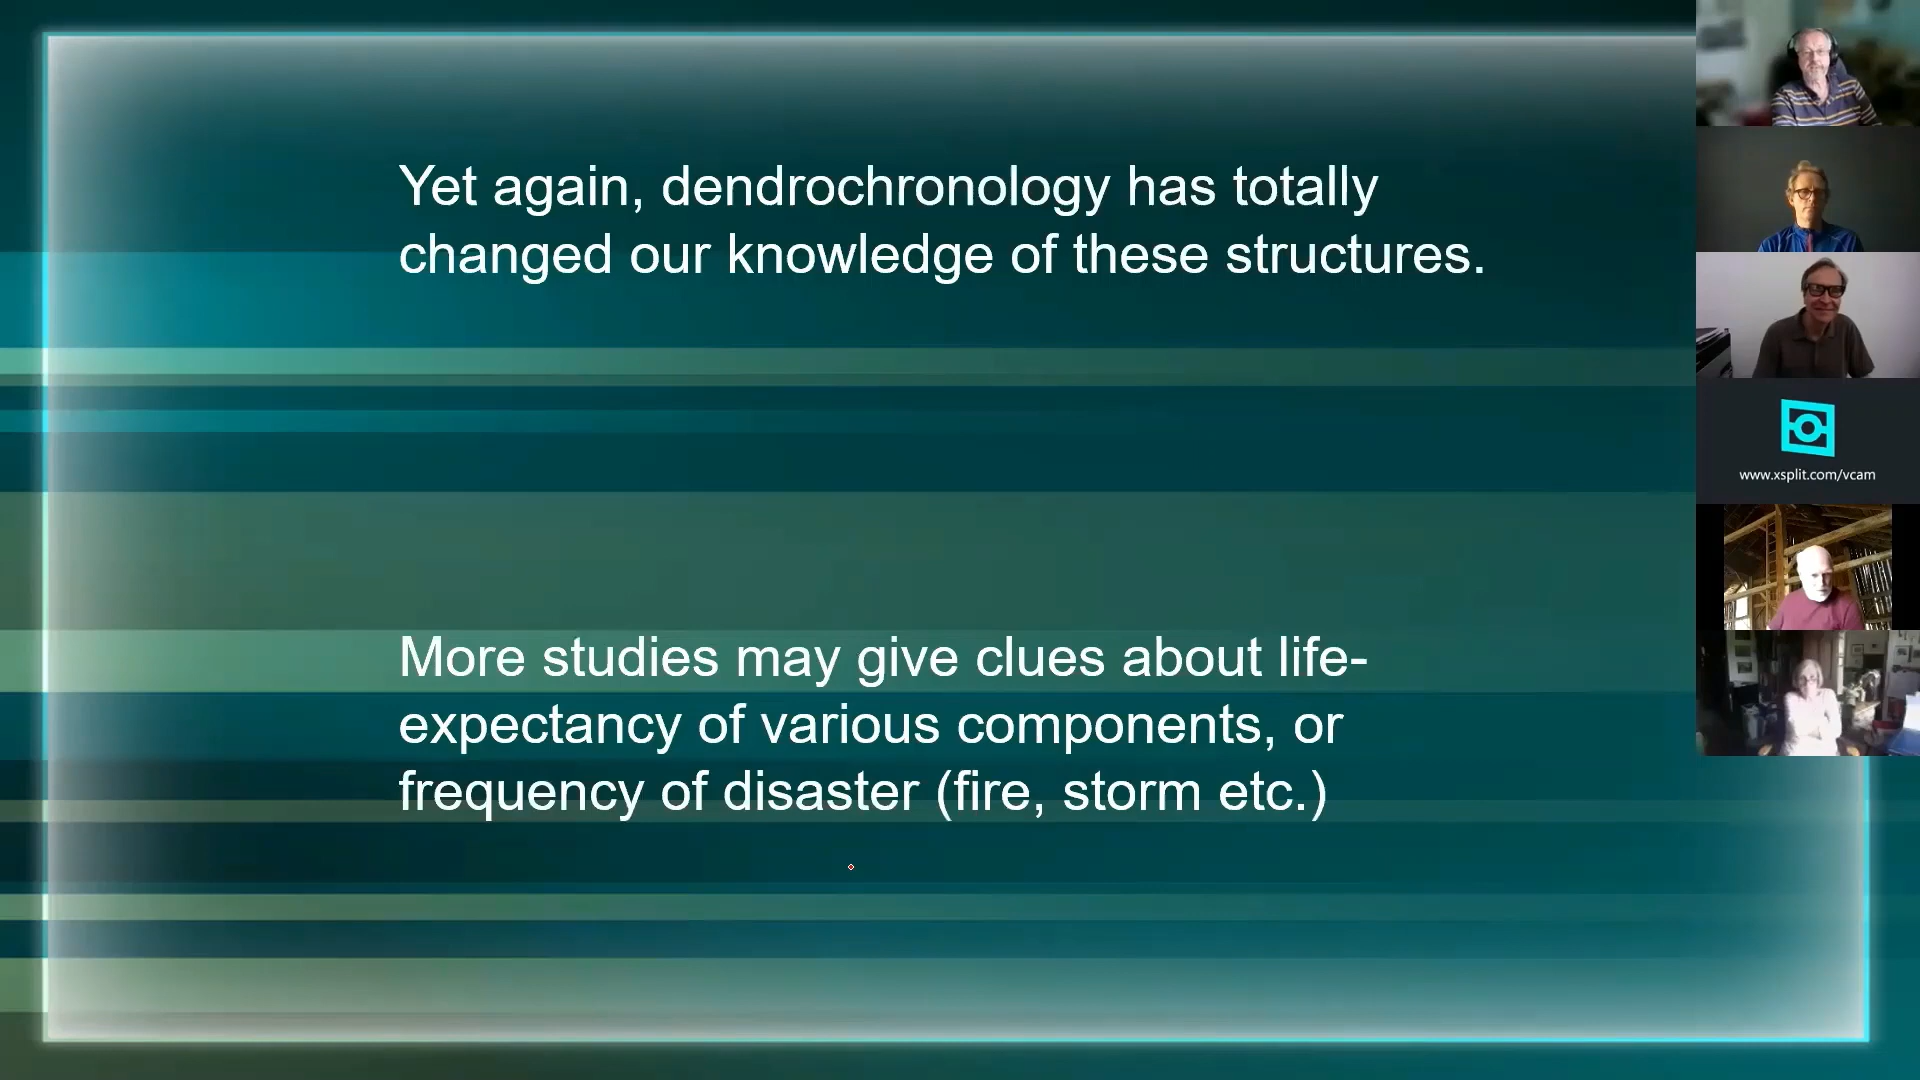 Yet again, dendrochronology has totally
changed our knowledge of these structures.
More studies may give clues about life-
expectancy of various components, or
frequency of disaster (fire, storm etc.)
www.xsplit.com/vcam